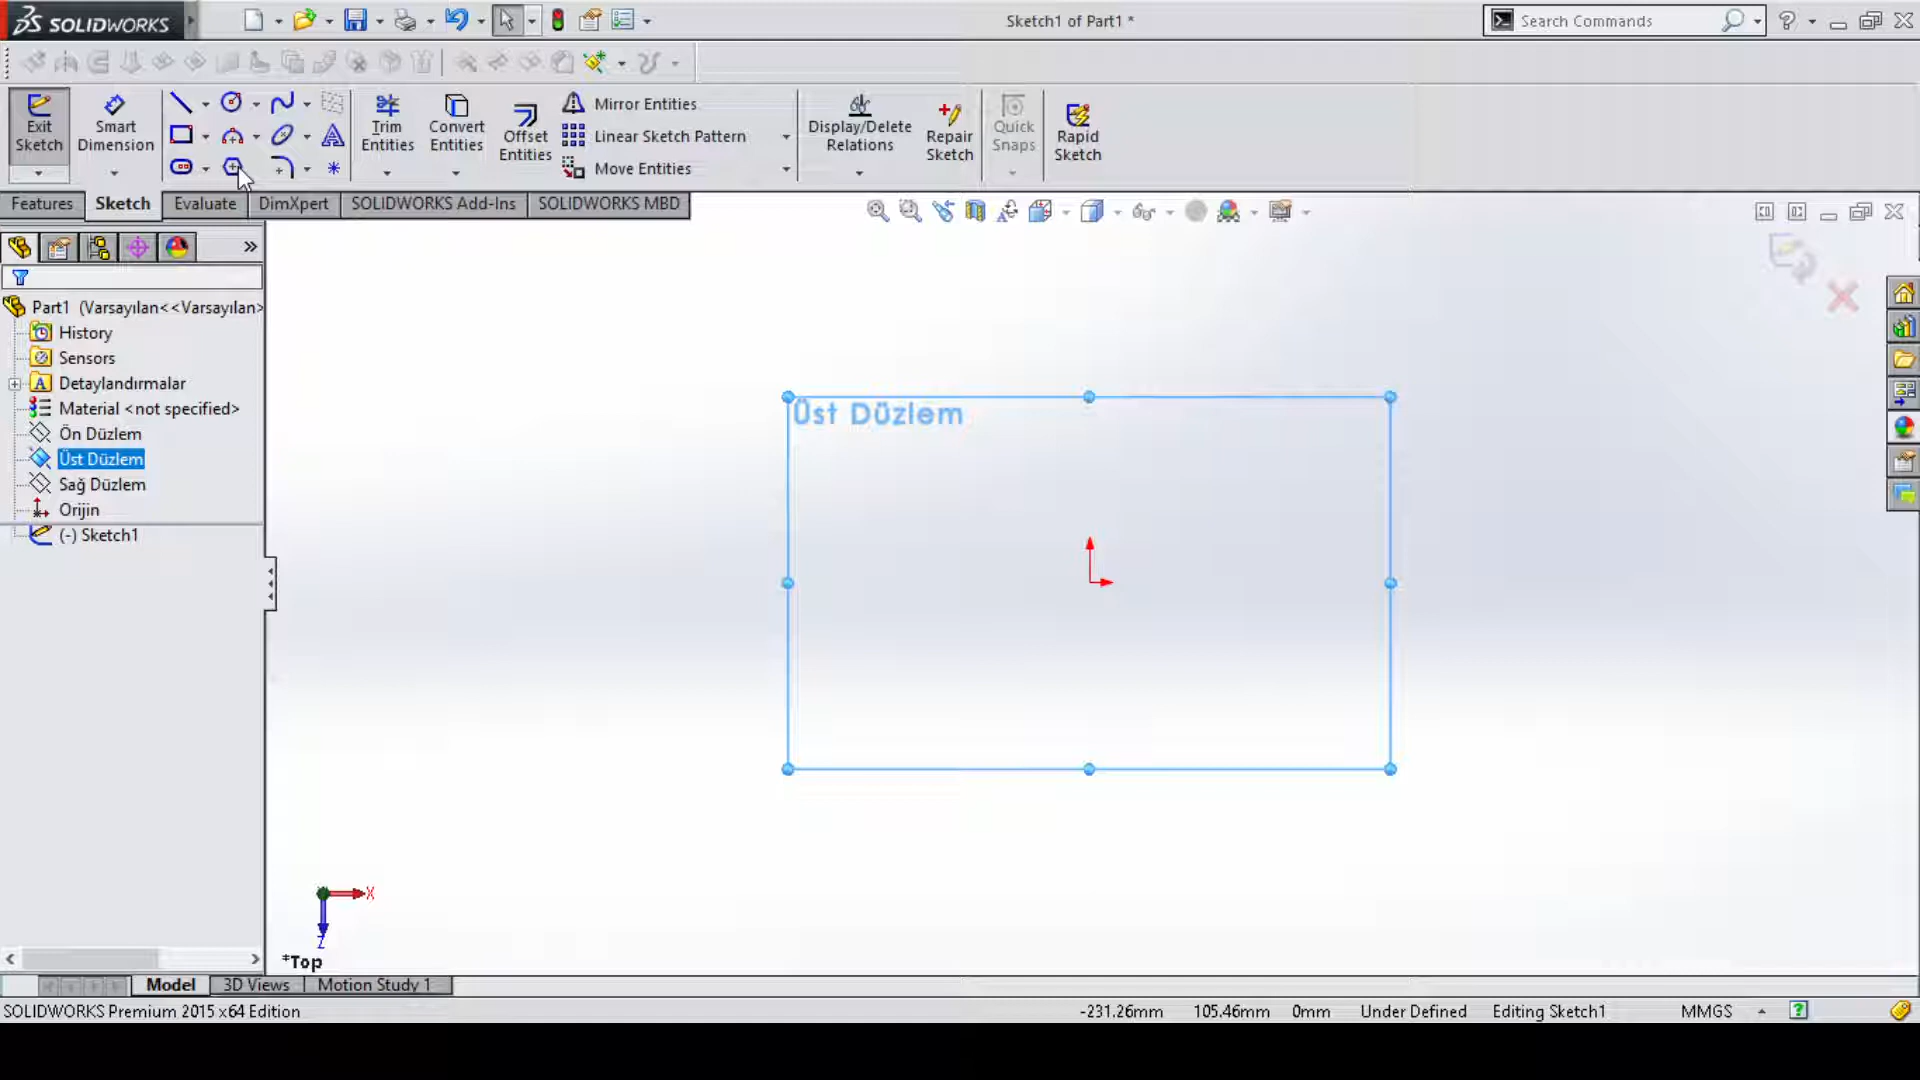 SOLIDWORKS
Sketch1 of Part1 *
Search Commands
Exit Sketch
Smart Dimension
Trim Entities
Convert Entities
Offset Entities
Mirror Entities
Linear Sketch Pattern
Move Entities
Display/Delete Relations
Repair Sketch
Quick Snaps
Rapid Sketch
Features
Sketch
Evaluate
DimXpert
SOLIDWORKS Add-Ins
SOLIDWORKS MBD
Part1 (Varsayılan<<Varsayılan>
History
Sensors
Detaylandırmalar
Material <not specified>
Ön Düzlem
Üst Düzlem
Sağ Düzlem
Orijin
(-) Sketch1
Üst Düzlem
X
Z
*Top
Model
3D Views
Motion Study 1
SOLIDWORKS Premium 2015 x64 Edition
-231.26mm
105.46mm
0mm
Under Defined
Editing Sketch1
MMGS